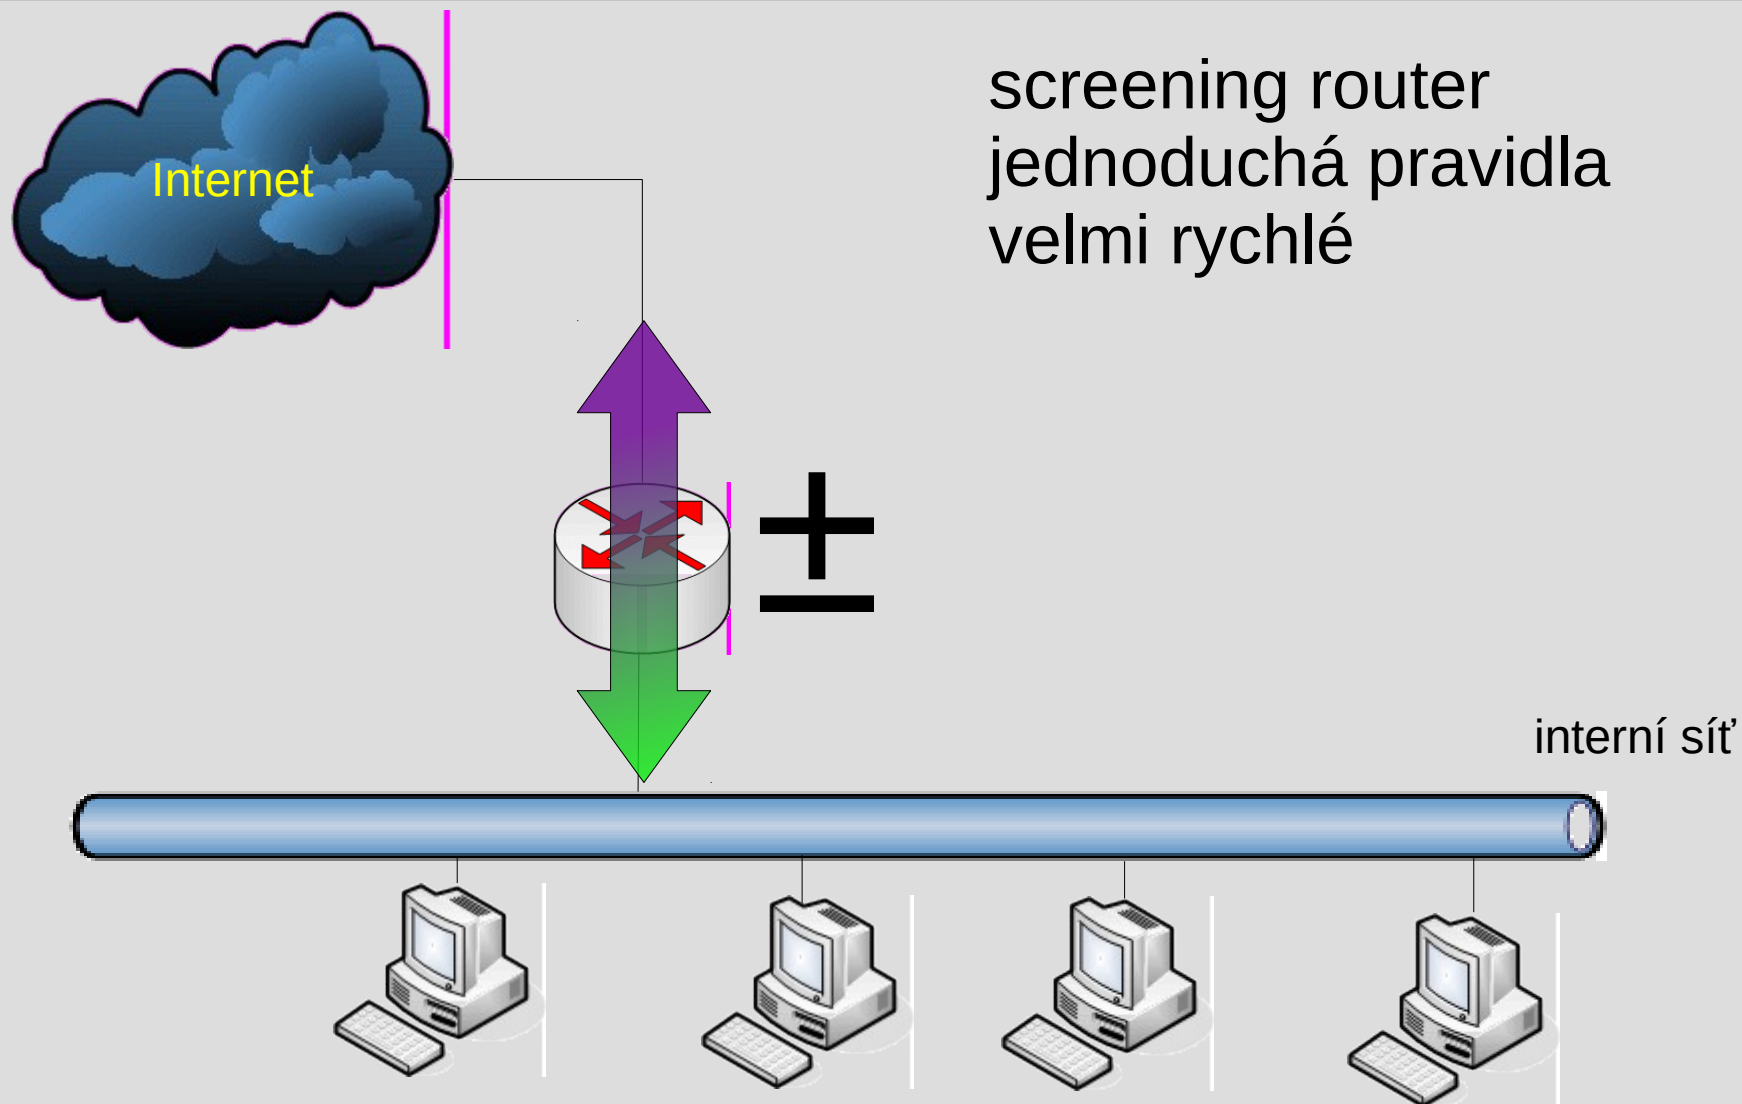 screening router
jednoduchá pravidla
velmi rychlé
Internet
±
interní síť